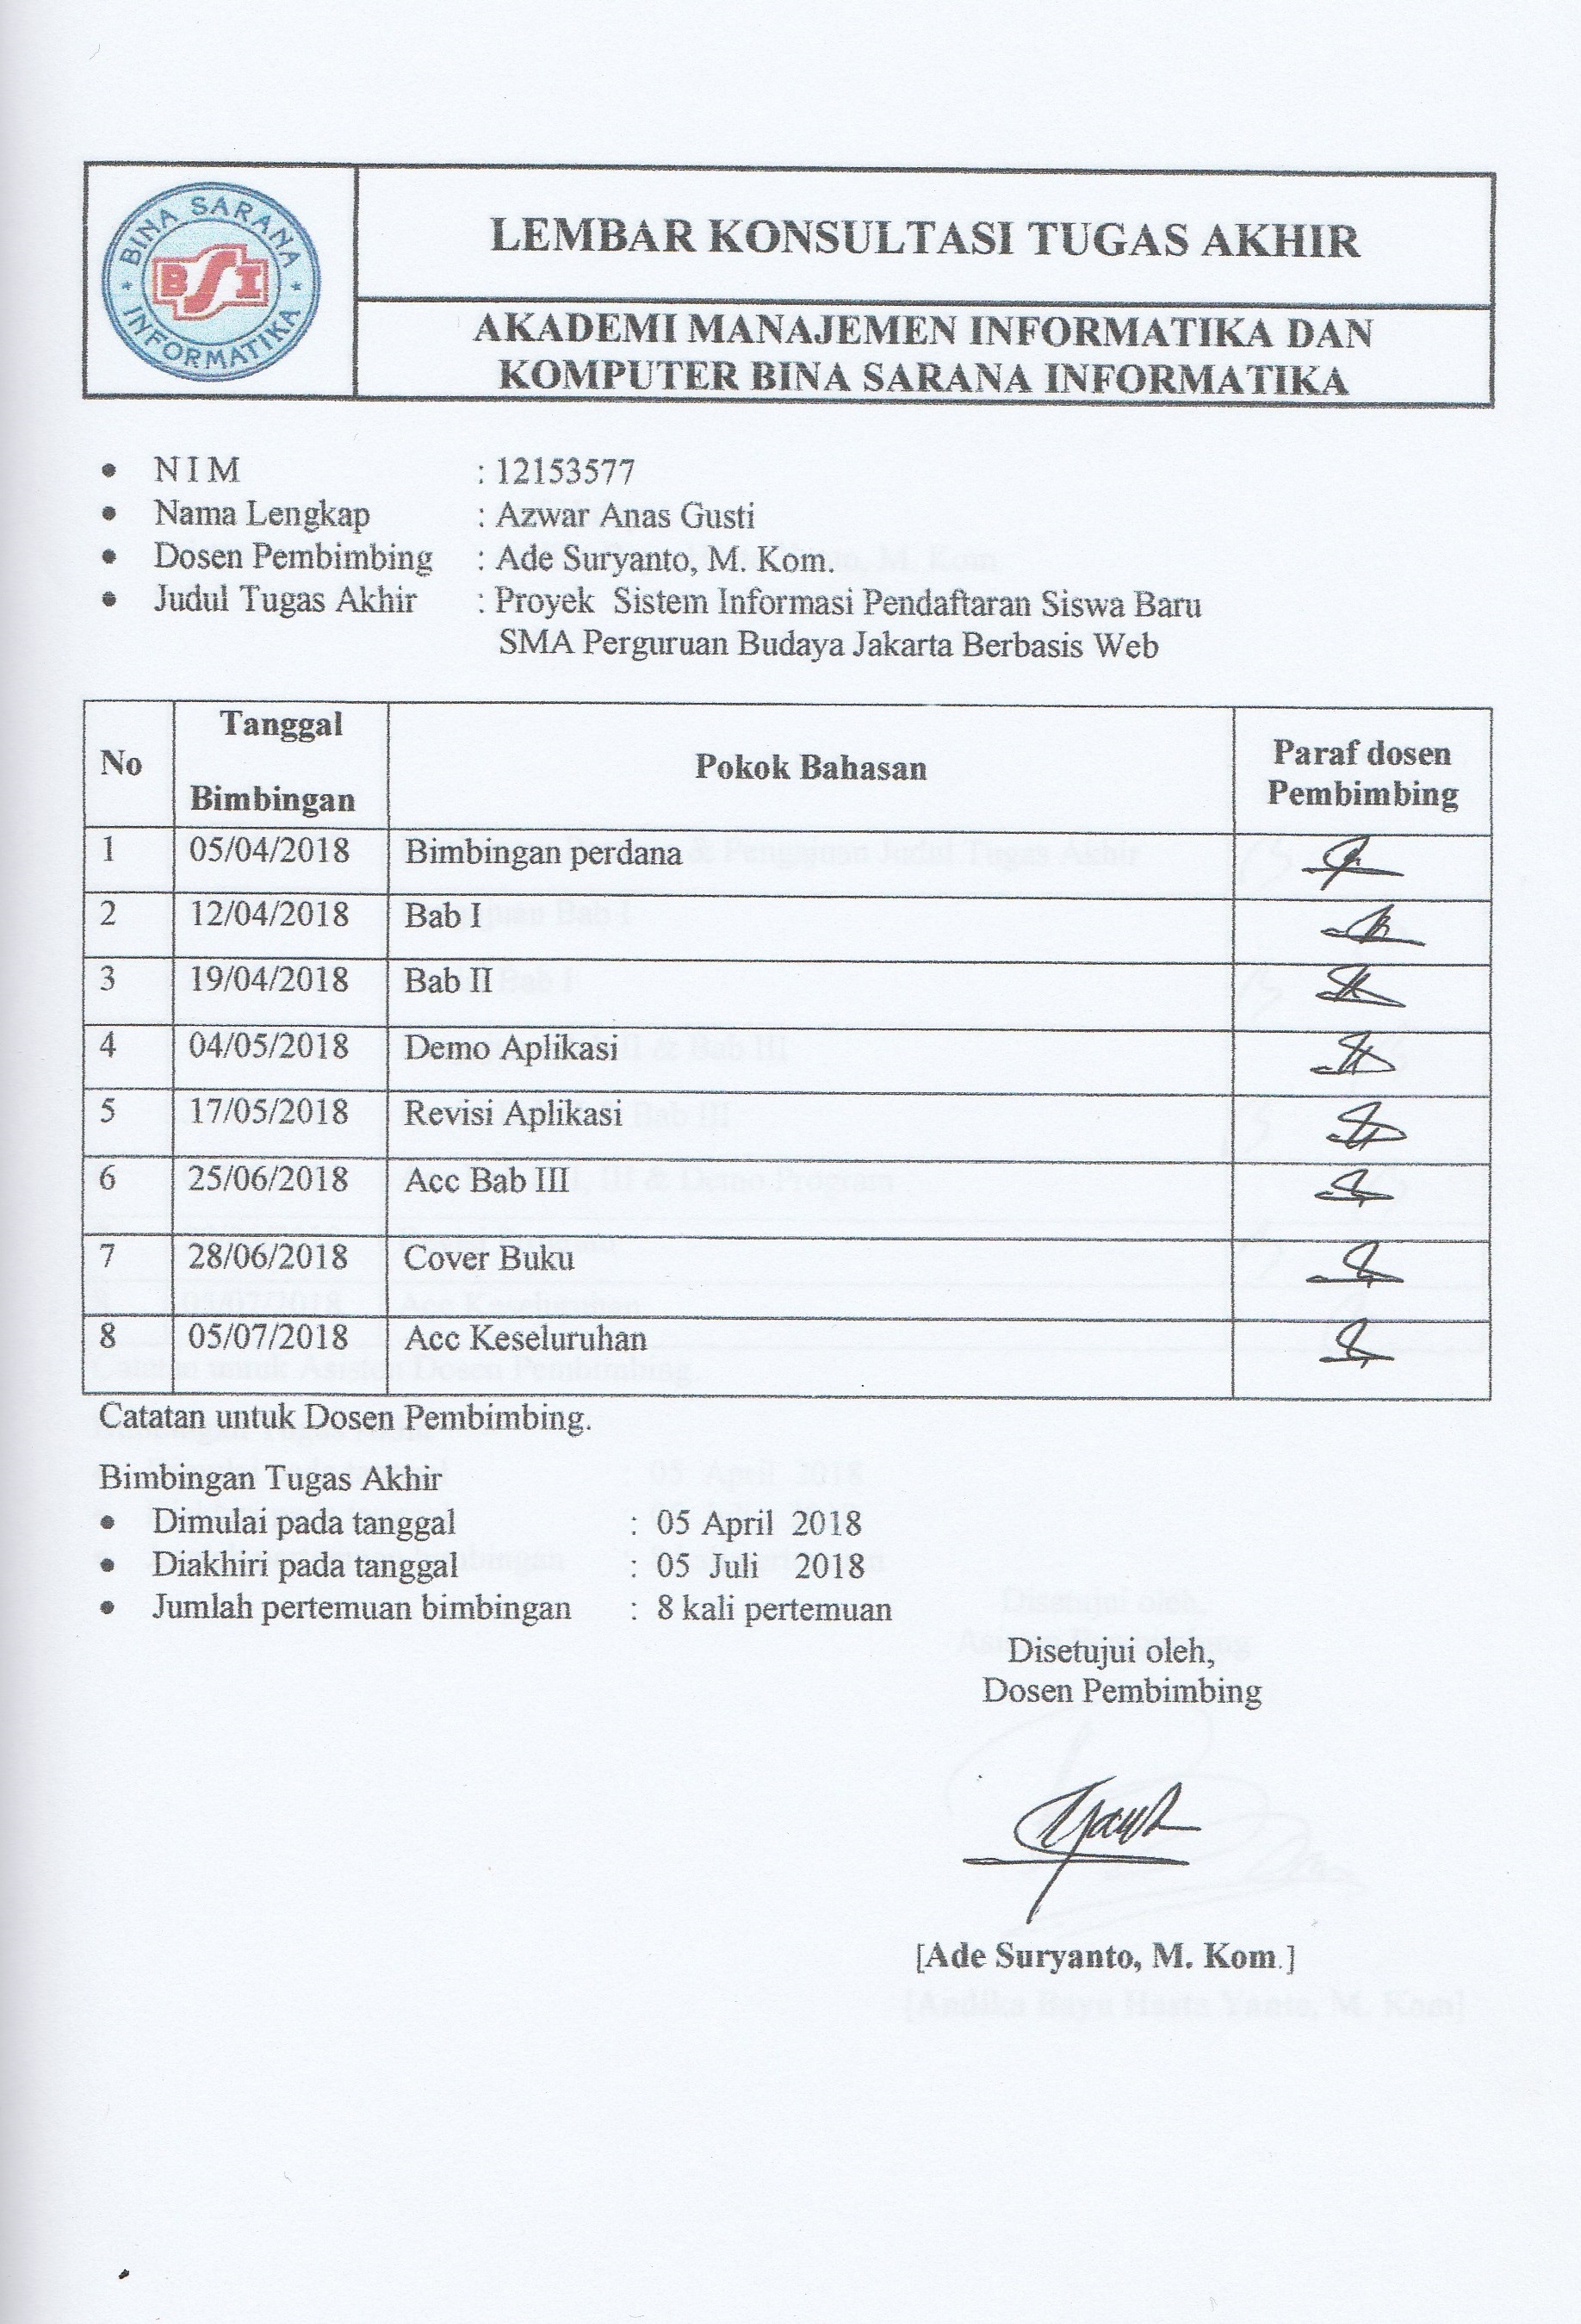 BINA SARANA
BSI
INFORMATIKA
LEMBAR KONSULTASI TUGAS AKHIR
AKADEMI MANAJEMEN INFORMATIKA DAN
KOMPUTER BINA SARANA INFORMATIKA
• N I M : 12153577
• Nama Lengkap : Azwar Anas Gusti
• Dosen Pembimbing : Ade Suryanto, M. Kom.
• Judul Tugas Akhir : Proyek Sistem Informasi Pendaftaran Siswa Baru
SMA Perguruan Budaya Jakarta Berbasis Web
No Tanggal Bimbingan Pokok Bahasan Paraf dosen Pembimbing
1 05/04/2018 Bimbingan perdana
2 12/04/2018 Bab I
3 19/04/2018 Bab II
4 04/05/2018 Demo Aplikasi
5 17/05/2018 Revisi Aplikasi
6 25/06/2018 Acc Bab III
7 28/06/2018 Cover Buku
8 05/07/2018 Acc Keseluruhan
Catatan untuk Dosen Pembimbing.
Bimbingan Tugas Akhir
• Dimulai pada tanggal : 05 April 2018
• Diakhiri pada tanggal : 05 Juli 2018
• Jumlah pertemuan bimbingan : 8 kali pertemuan
Disetujui oleh,
Dosen Pembimbing
[Ade Suryanto, M. Kom.]